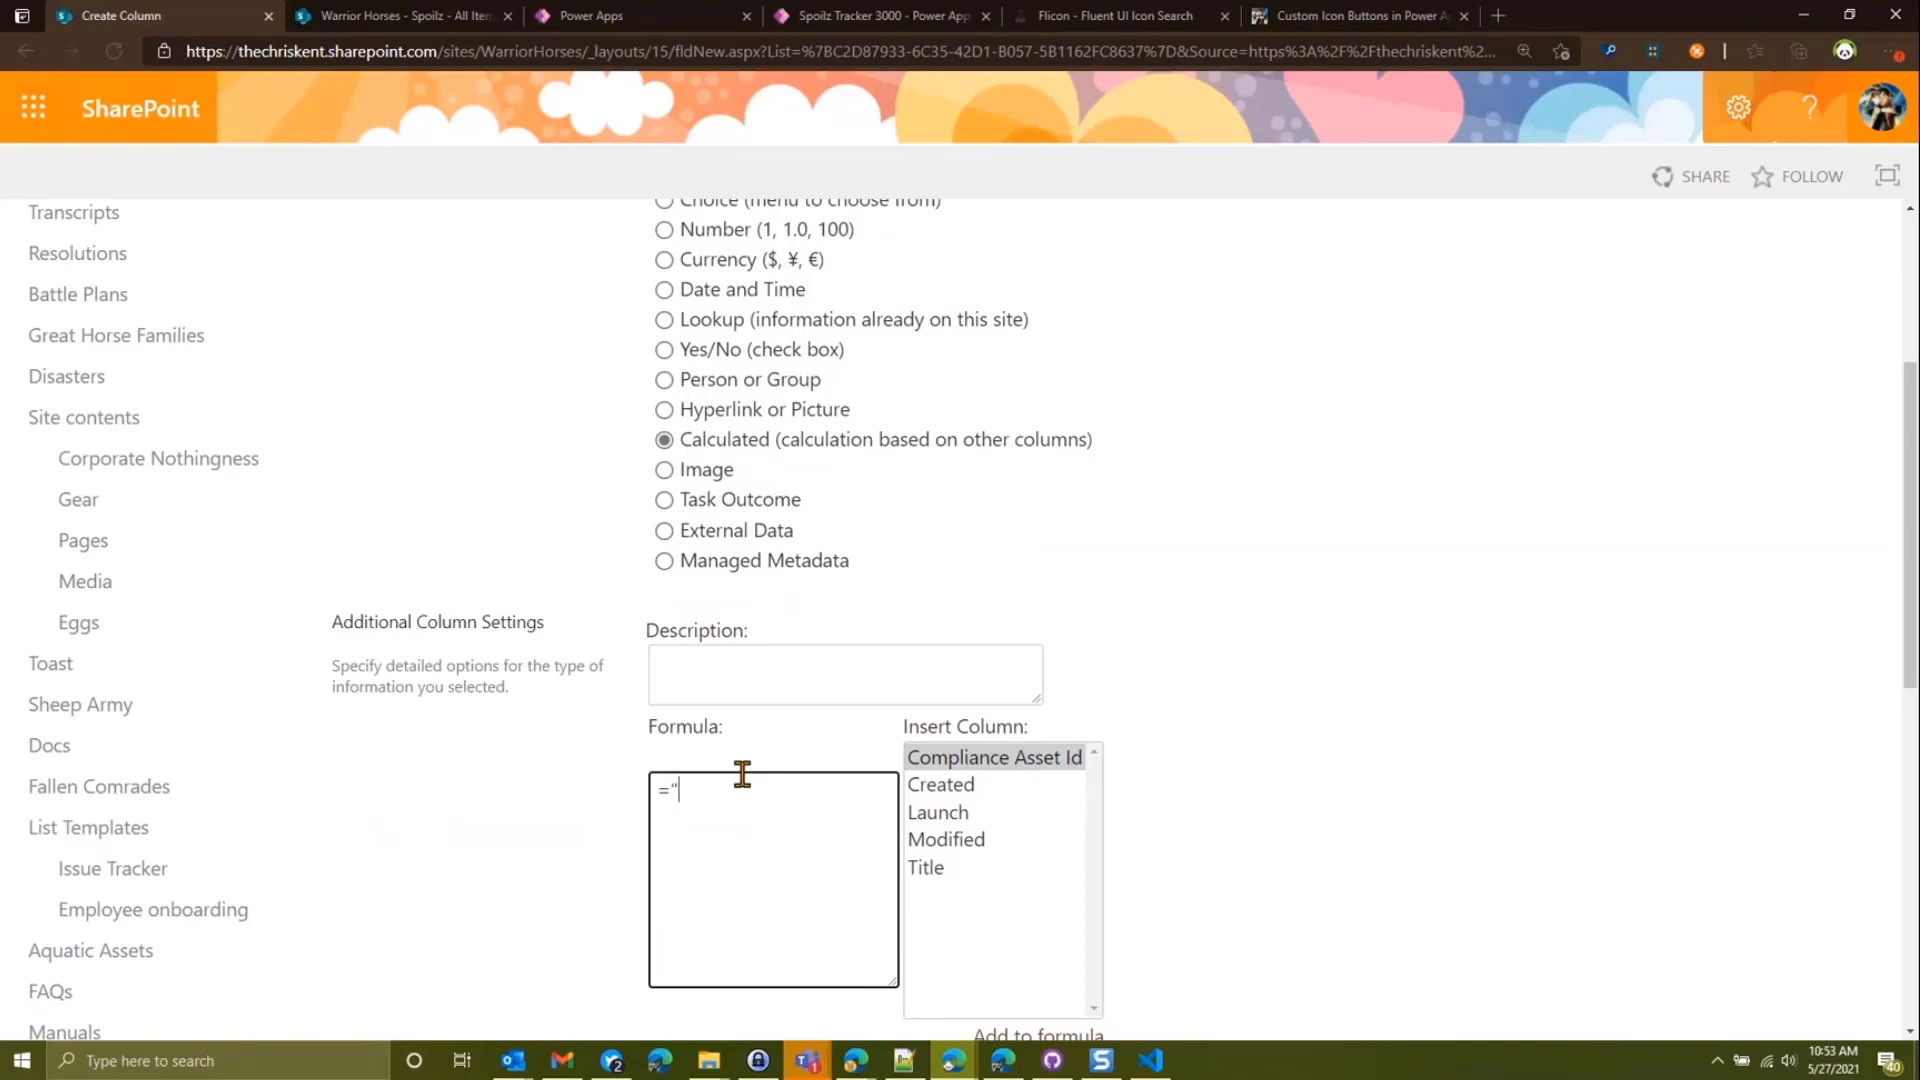 Create Column
Warrior Horses - Spoilz - All Item
Power Apps
Spoilz Tracker 3000 - Power App
Flicon - Fluent UI Icon Search
Custom Icon Buttons in Power A
https://thechriskent.sharepoint.com/sites/WarriorHorses/_layouts/15/fldNew.aspx?List=%7BC2D87933-6C35-42D1-B057-5B1162FC8637%7D&Source=https%3A%2F%2Fthechriskent%2...
SharePoint
SHARE
FOLLOW
Transcripts
Resolutions
Battle Plans
Great Horse Families
Disasters
Site contents
Corporate Nothingness
Gear
Pages
Media
Eggs
Toast
Sheep Army
Docs
Fallen Comrades
List Templates
Issue Tracker
Employee onboarding
Aquatic Assets
FAQs
Manuals
Choice (menu to choose from)
Number (1, 1.0, 100)
Currency ($, ¥, €)
Date and Time
Lookup (information already on this site)
Yes/No (check box)
Person or Group
Hyperlink or Picture
Calculated (calculation based on other columns)
Image
Task Outcome
External Data
Managed Metadata
Additional Column Settings
Specify detailed options for the type of
information you selected.
Description:
Formula:
="
Insert Column:
Compliance Asset Id
Created
Launch
Modified
Title
Add to formula
Type here to search
10:53 AM
5/27/2021
40